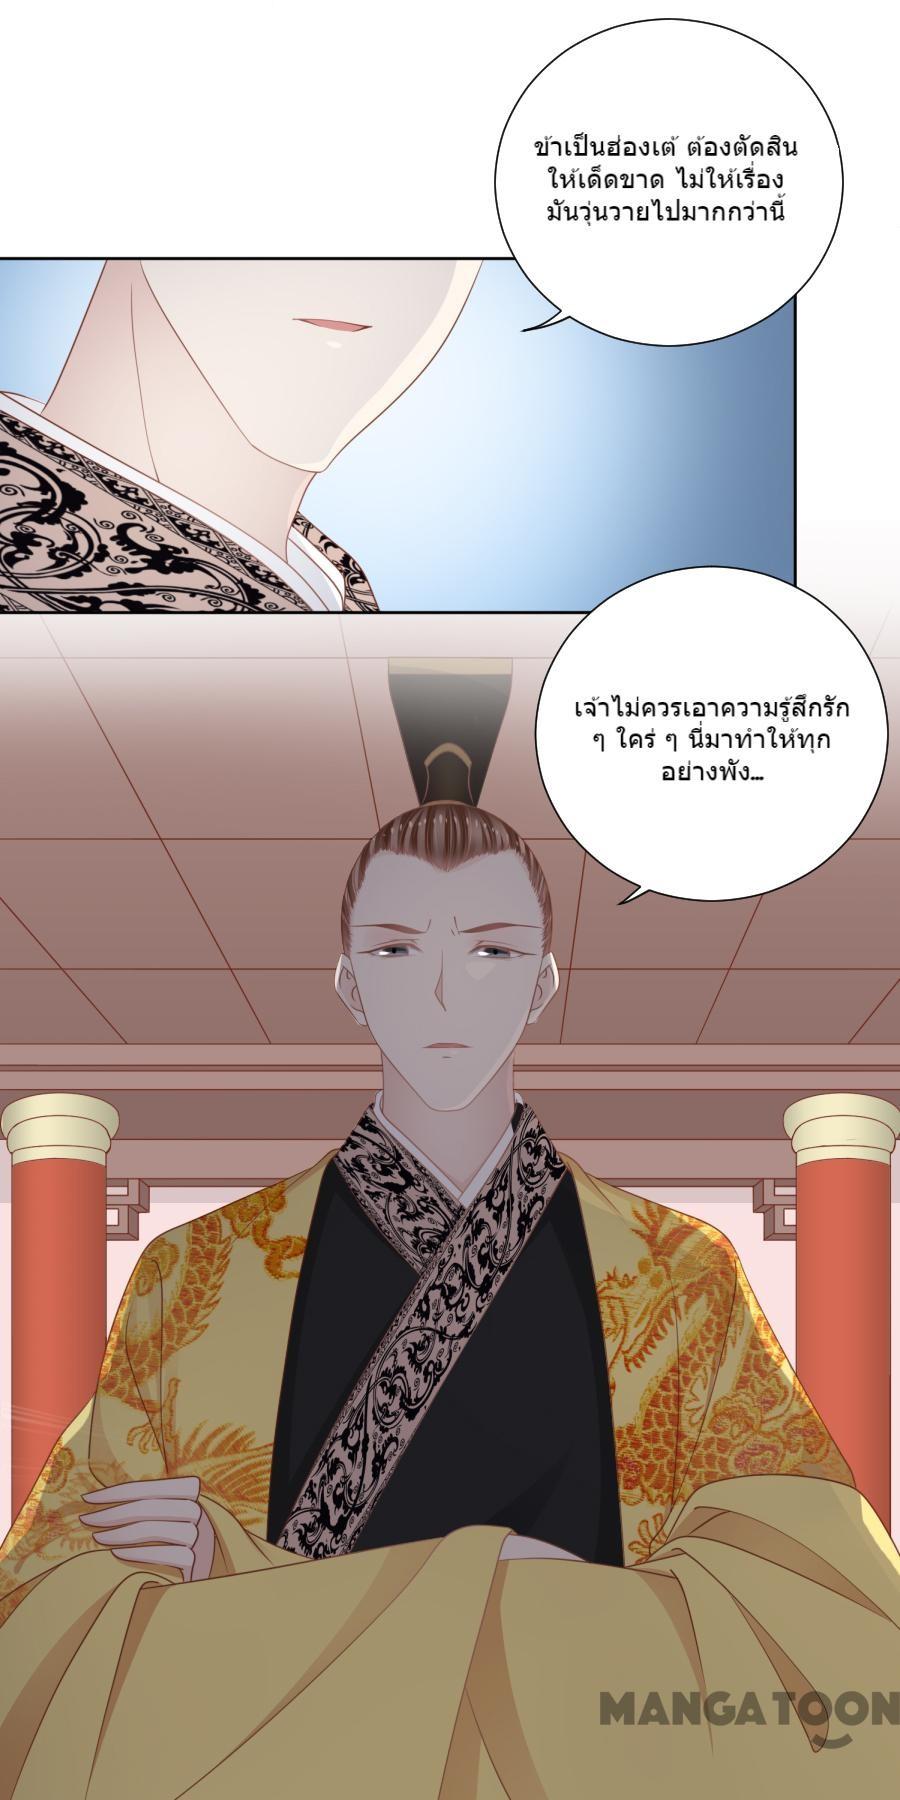 ข้าเป็นฮ่องเต้ ต้องตัดสิน
ให้เด็ดขาด ไม่ให้เรื่อง
มันวุ่นวายไปมากกว่านี้
เจ้าไม่ควรเอาความรู้สึกรัก
ๆ ใคร่ ๆ นี่มาทำให้ทุก
อย่างพัง...
MANGATOON